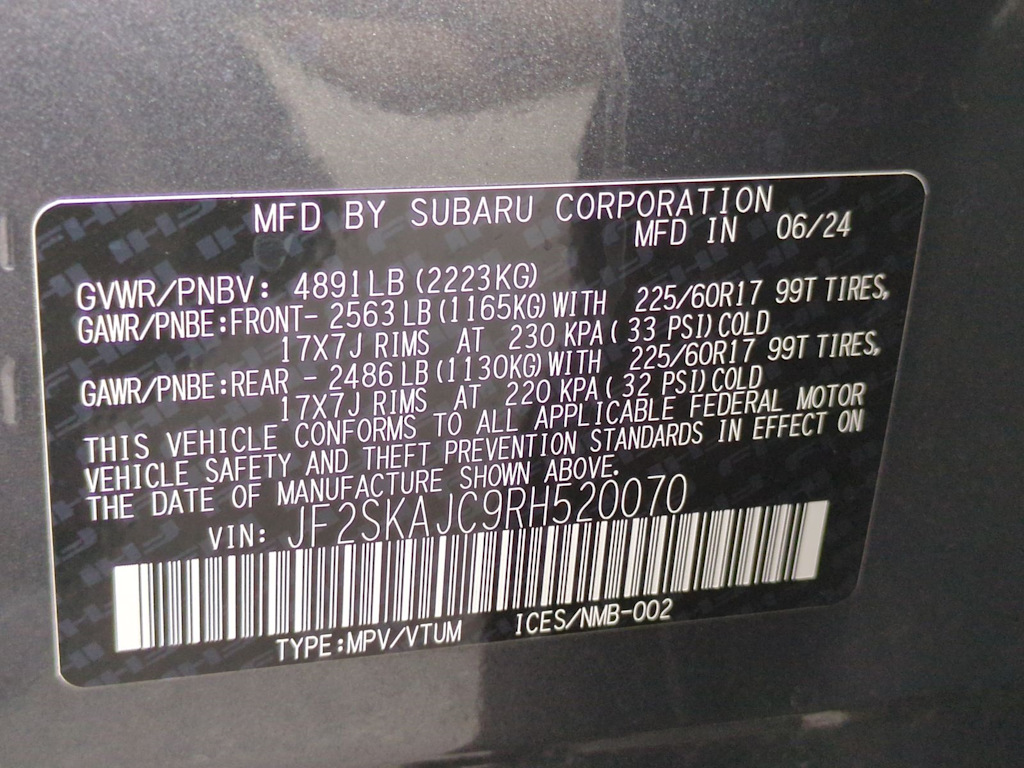 MFD BY SUBARU CORPORATION
MFD IN 06/24
GVWR/PNBV: 4891LB (2223KG)
GAWR/PNBE:FRONT- 2563 LB (1165KG) WITH 225/60R17 99T TIRES,
17X7J RIMS AT 230 KPA ( 33 PSI) COLD
GAWR/PNBE:REAR - 2486 LB (1130KG) WITH 225/60R17 99T TIRES,
17X7J RIMS AT 220 KPA ( 32 PSI) COLD
THIS VEHICLE CONFORMS TO ALL APPLICABLE FEDERAL MOTOR
VEHICLE SAFETY AND THEFT PREVENTION STANDARDS IN EFFECT ON
THE DATE OF MANUFACTURE SHOWN ABOVE.
VIN: JF2SKAJC9RH520070
TYPE:MPV/VTUM ICES/NMB-002